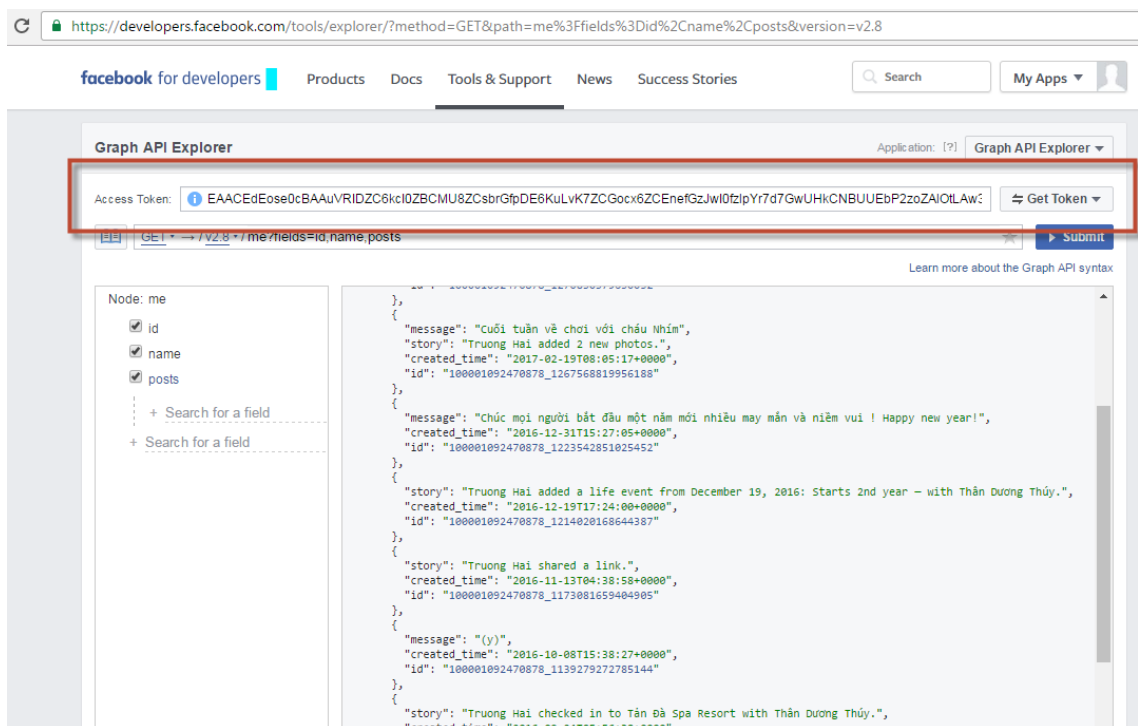 https://developers.facebook.com/tools/explorer/?method=GET&path=me%3Ffields%3Did%2Cname%2Cposts&version=v2.8
facebook for developers Products Docs Tools & Support News Success Stories Search My Apps
Graph API Explorer Application: [?] Graph API Explorer
Access Token: Get Token
GET → / v2.8 / me?fields=id,name,posts Submit
Learn more about the Graph API syntax
Node: me
id
name
posts
+ Search for a field
+ Search for a field
},
{
"message": "Cuối tuần về chơi với cháu Nhím",
"story": "Truong Hai added 2 new photos.",
"created_time": "2017-02-19T08:05:17+0000",
"id": "100001092470878_1267568819956188"
},
{
"message": "Chúc mọi người bắt đầu một năm mới nhiều may mắn và niềm vui ! Happy new year!",
"created_time": "2016-12-31T15:27:05+0000",
"id": "100001092470878_1223542851025452"
},
{
"story": "Truong Hai added a life event from December 19, 2016: Starts 2nd year — with Thân Dương Thúy.",
"created_time": "2016-12-19T17:24:00+0000",
"id": "100001092470878_1214020168644387"
},
{
"story": "Truong Hai shared a link.",
"created_time": "2016-11-13T04:38:58+0000",
"id": "100001092470878_1173081659404905"
},
{
"message": "(y)",
"created_time": "2016-10-08T15:38:27+0000",
"id": "100001092470878_1139279272785144"
},
{
"story": "Truong Hai checked in to Tản Đà Spa Resort with Thân Dương Thúy.",